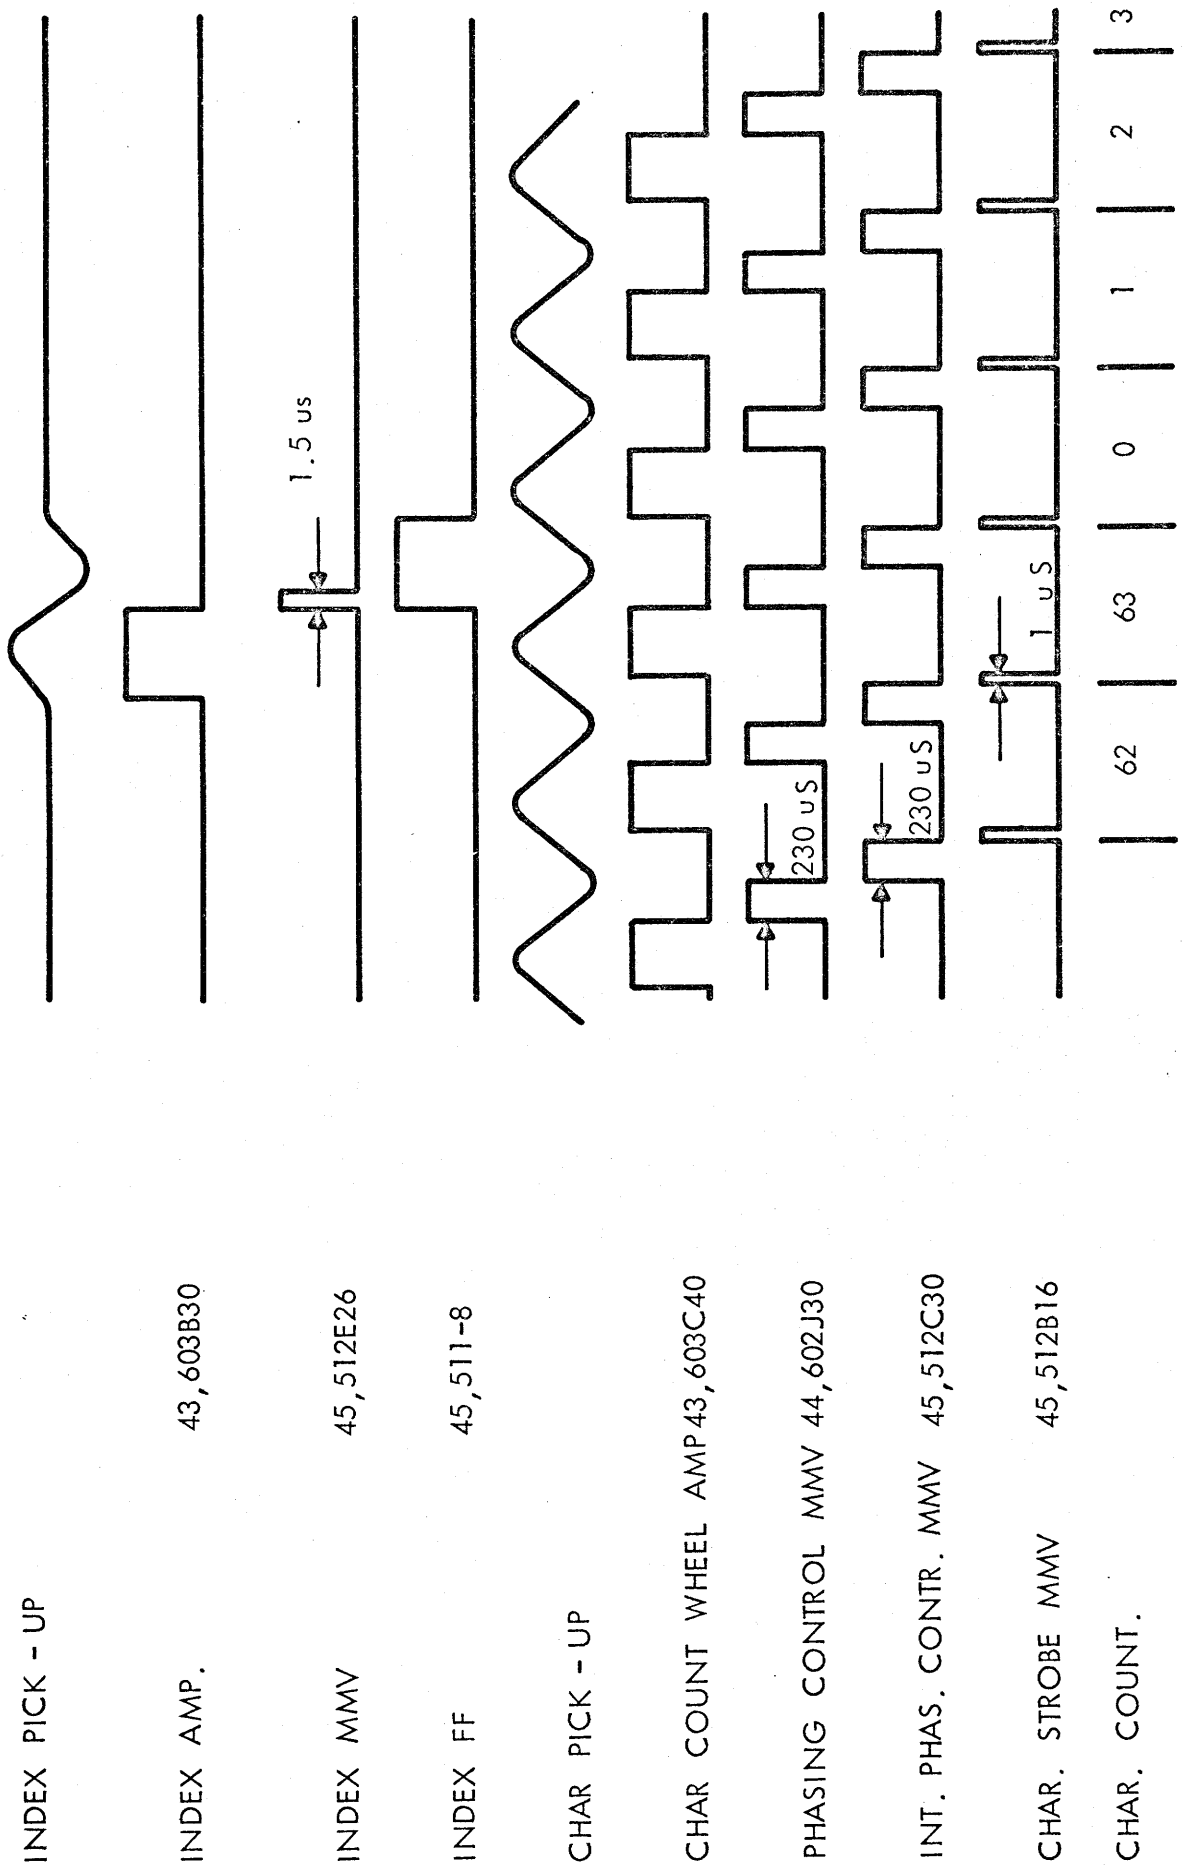 INDEX PICK - UP
INDEX AMP. 43,603B30
INDEX MMV 45,512E26
1.5 us
INDEX FF 45,511-8
CHAR PICK - UP
CHAR COUNT WHEEL AMP 43,603C40
PHASING CONTROL MMV 44,602J30
230 uS
INT. PHAS. CONTR. MMV 45,512C30
230 uS
CHAR. STROBE MMV 45,512B16
1 uS
CHAR. COUNT.
62 63 0 1 2 3